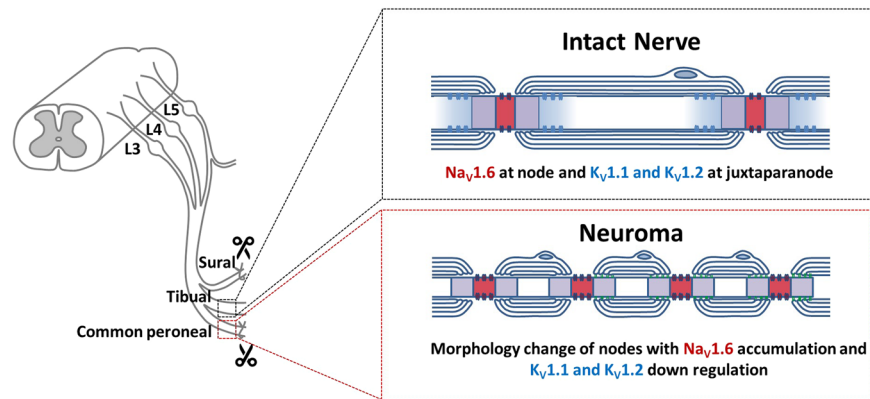 L5
L4
L3
Sural
Tibual
Common peroneal
Intact Nerve
Naᵥ1.6 at node and Kᵥ1.1 and Kᵥ1.2 at juxtaparanode
Neuroma
Morphology change of nodes with Naᵥ1.6 accumulation and
Kᵥ1.1 and Kᵥ1.2 down regulation